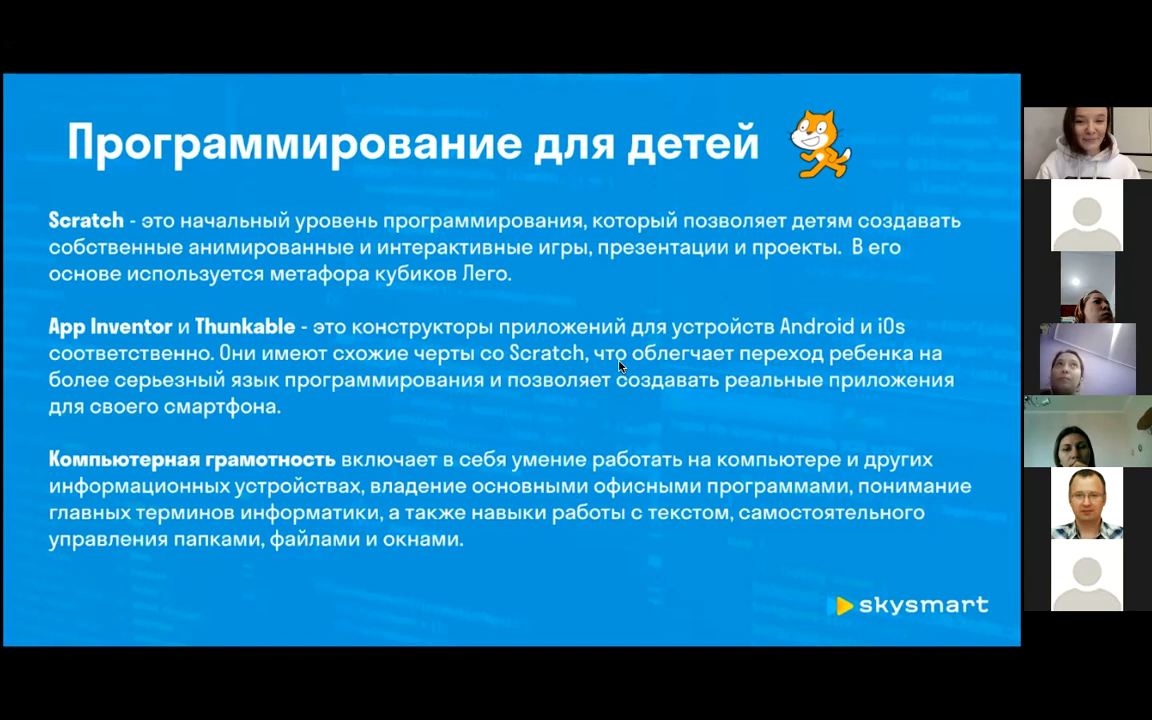 Программирование для детей
Scratch - это начальный уровень программирования, который позволяет детям создавать
собственные анимированные и интерактивные игры, презентации и проекты. В его
основе используется метафора кубиков Лего.
App Inventor и Thunkable - это конструкторы приложений для устройств Android и iOs
соответственно. Они имеют схожие черты со Scratch, что облегчает переход ребенка на
более серьезный язык программирования и позволяет создавать реальные приложения
для своего смартфона.
Компьютерная грамотность включает в себя умение работать на компьютере и других
информационных устройствах, владение основными офисными программами, понимание
главных терминов информатики, а также навыки работы с текстом, самостоятельного
управления папками, файлами и окнами.
skysmart